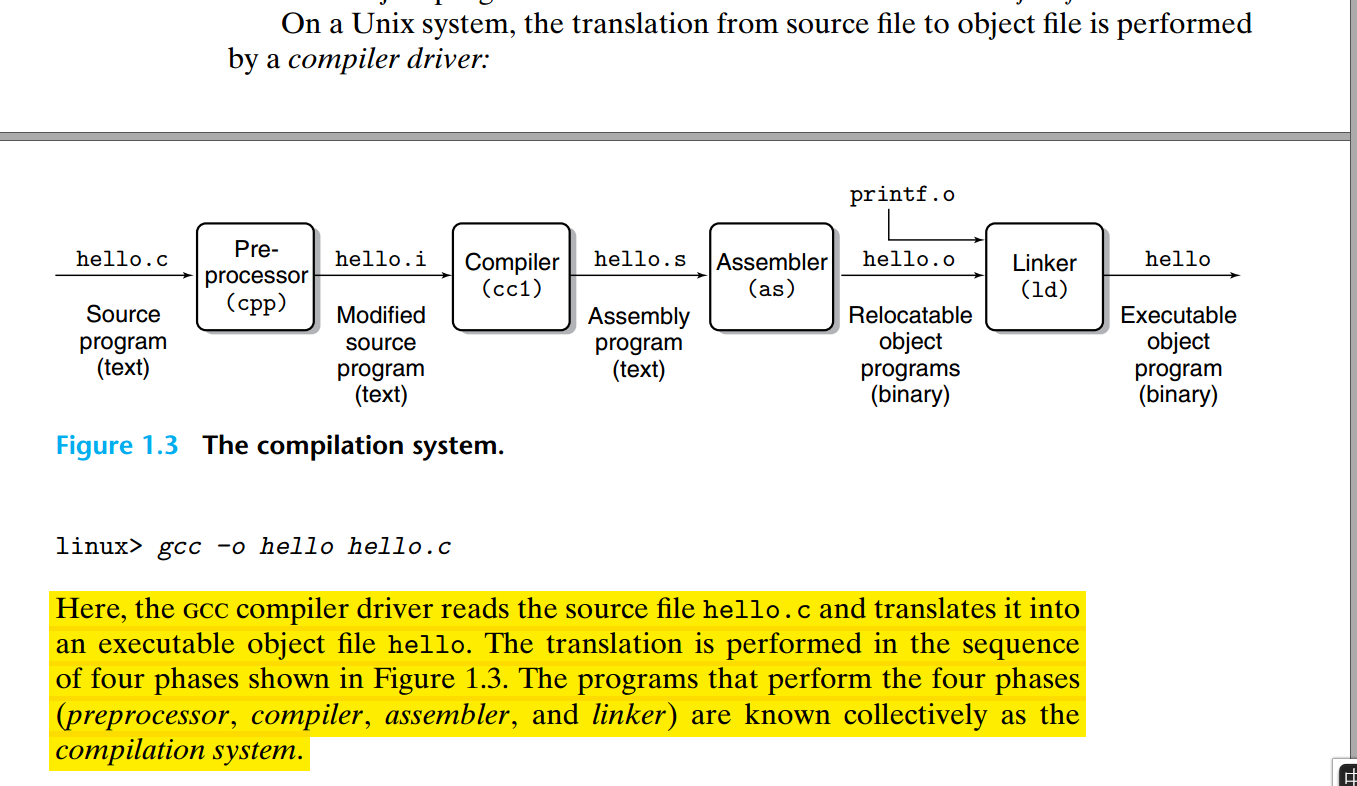 On a Unix system, the translation from source file to object file is performed
by a compiler driver:
printf.o
hello.c
Pre-
processor
(cpp)
hello.i
Compiler
(cc1)
hello.s
Assembler
(as)
hello.o
Linker
(ld)
hello
Source
program
(text)
Modified
source
program
(text)
Assembly
program
(text)
Relocatable
object
programs
(binary)
Executable
object
program
(binary)
Figure 1.3 The compilation system.
linux> gcc -o hello hello.c
Here, the GCC compiler driver reads the source file hello.c and translates it into
an executable object file hello. The translation is performed in the sequence
of four phases shown in Figure 1.3. The programs that perform the four phases
(preprocessor, compiler, assembler, and linker) are known collectively as the
compilation system.